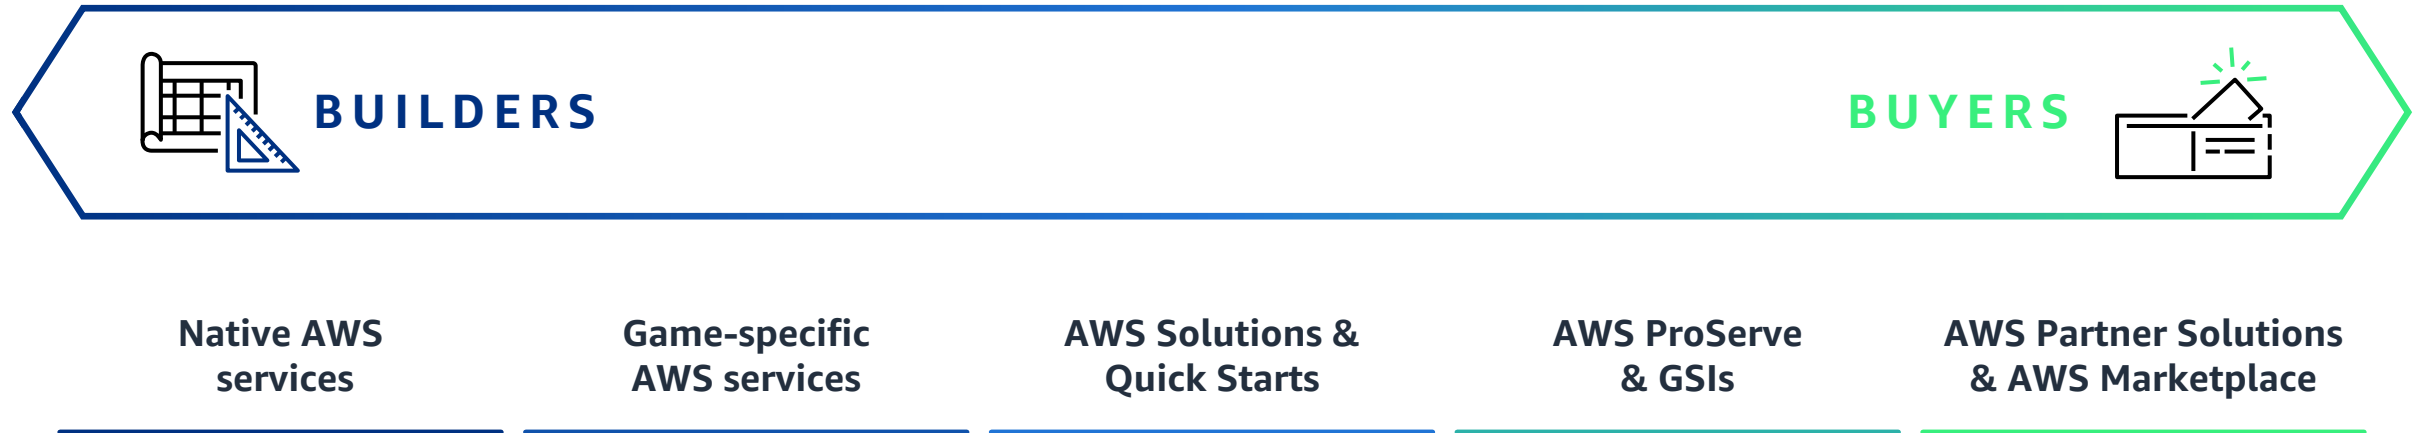 BUILDERS
BUYERS
Native AWS
services
Game-specific
AWS services
AWS Solutions &
Quick Starts
AWS ProServe
& GSIs
AWS Partner Solutions
& AWS Marketplace